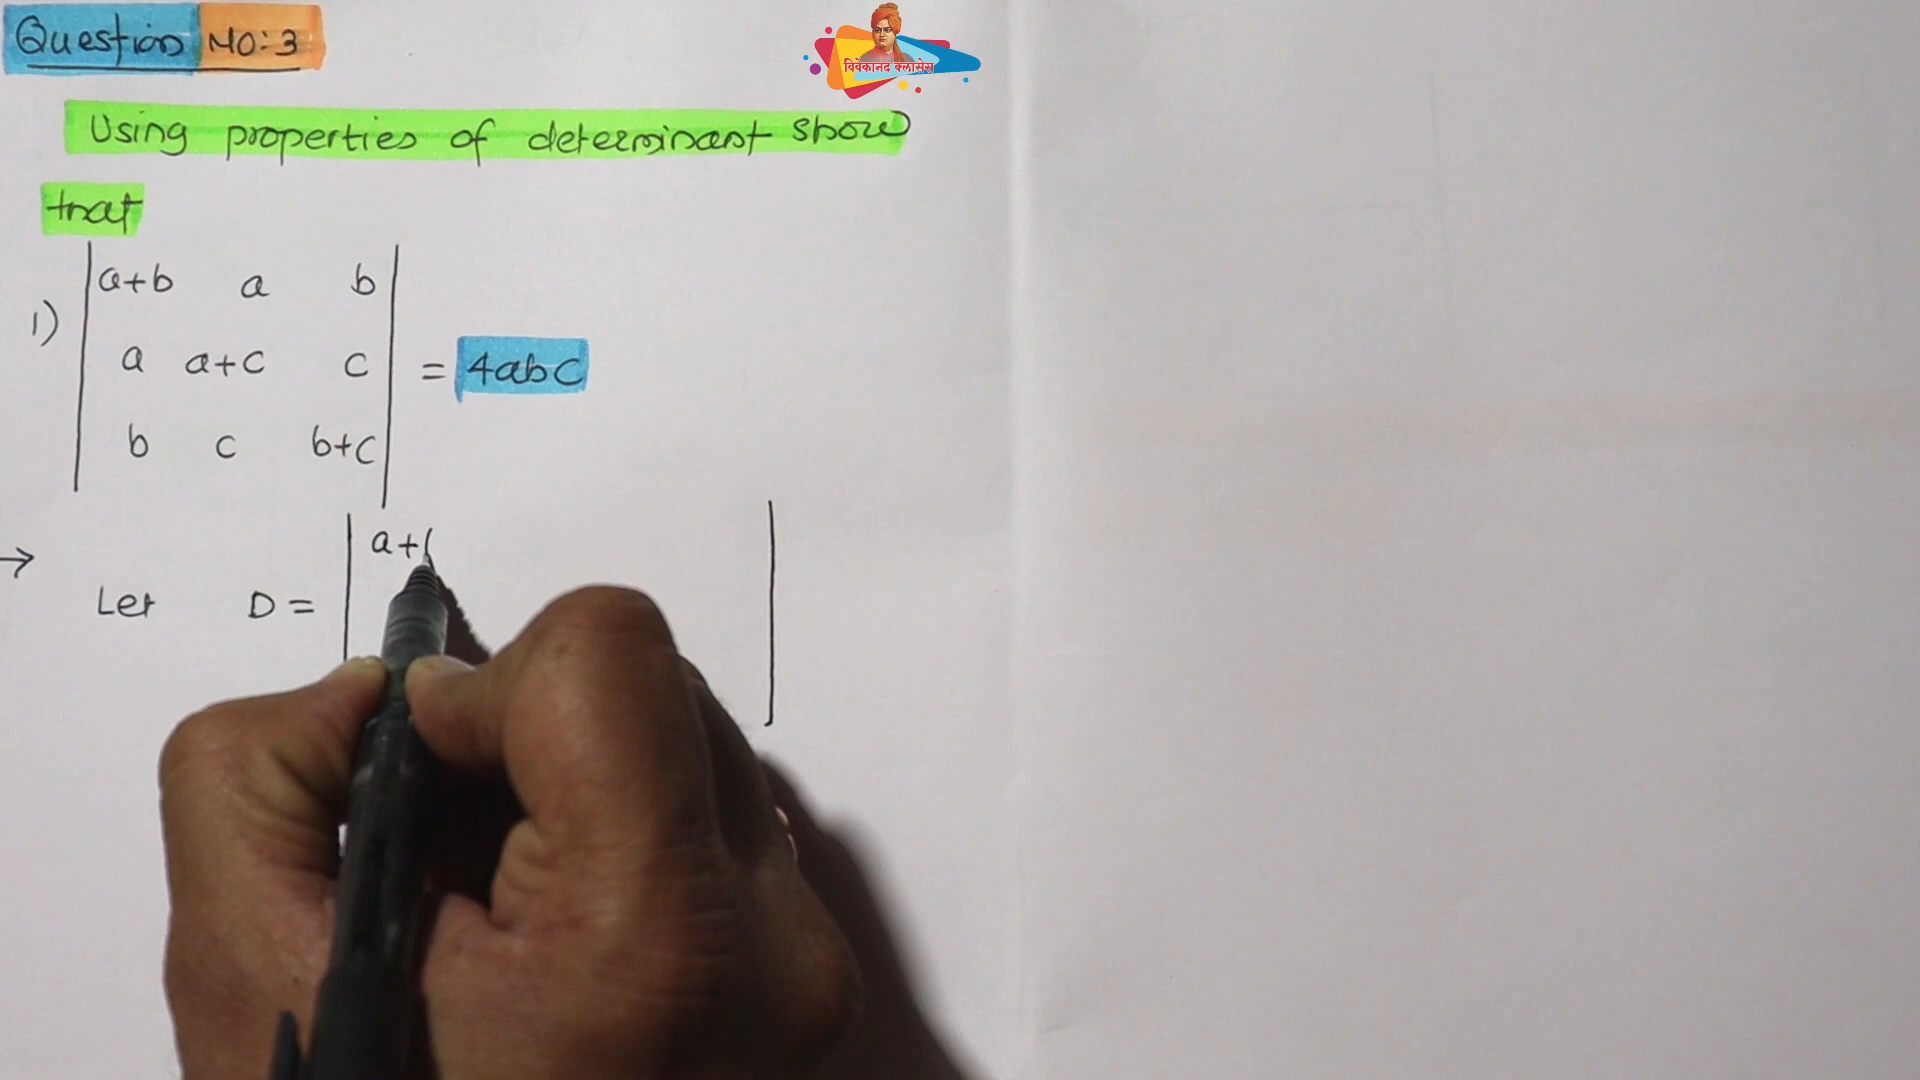 Question NO:3
विवेकानंद क्लासेस
Using properties of determinant show
that
1) | a+b a b |
| a a+c c | = 4abc
| b c b+c |
→ Let D = | a+ |